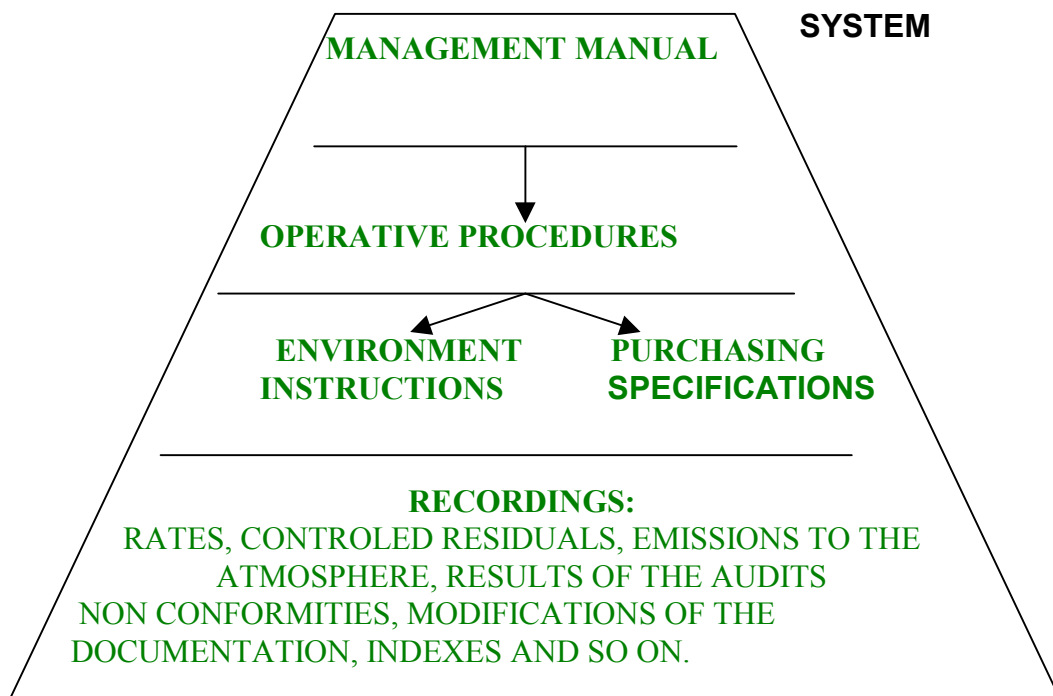 SYSTEM
MANAGEMENT MANUAL
OPERATIVE PROCEDURES
ENVIRONMENT
INSTRUCTIONS
PURCHASING
SPECIFICATIONS
RECORDINGS:
RATES, CONTROLED RESIDUALS, EMISSIONS TO THE
ATMOSPHERE, RESULTS OF THE AUDITS
NON CONFORMITIES, MODIFICATIONS OF THE
DOCUMENTATION, INDEXES AND SO ON.